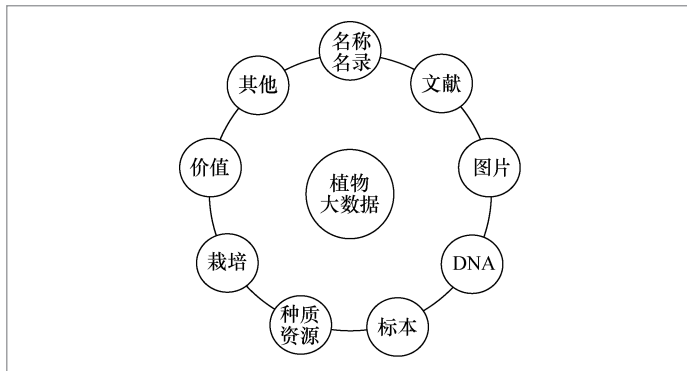 名称
名录
文献
图片
DNA
标本
种质
资源
栽培
价值
其他
植物
大数据